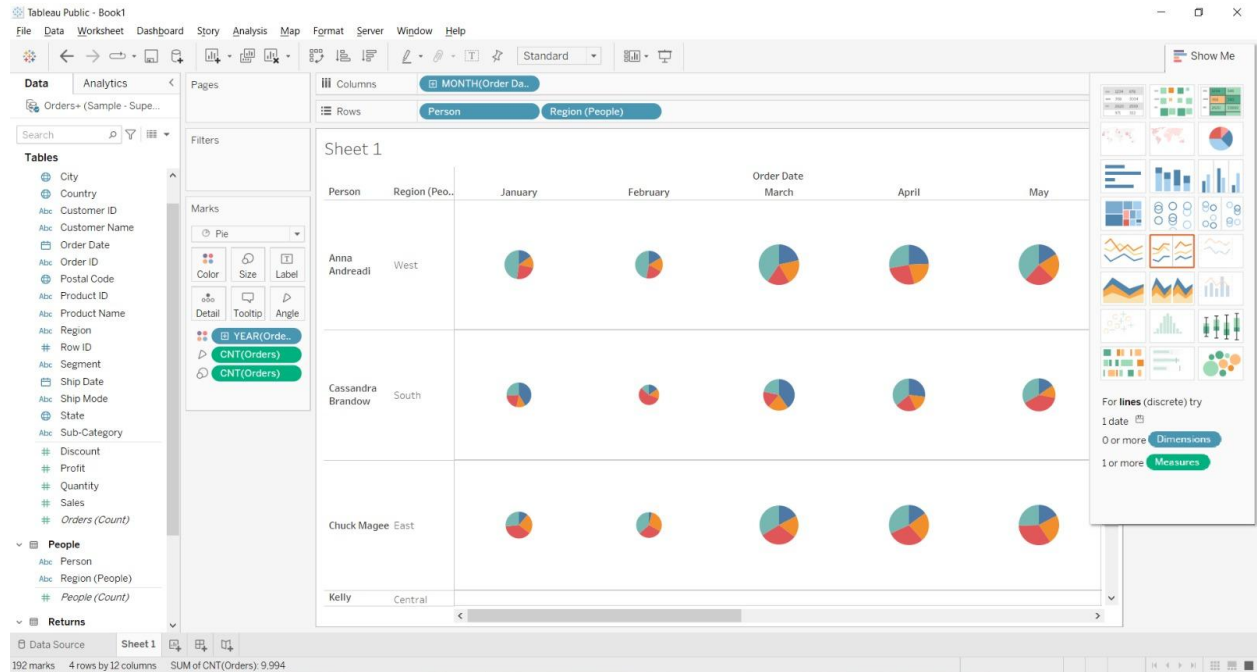 Tableau Public - Book1
File Data Worksheet Dashboard Story Analysis Map Format Server Window Help
Standard
Show Me
Data Analytics
Pages
Columns
MONTH(Order Da..
Orders+ (Sample - Supe...
Rows
Person
Region (People)
Search
Filters
Tables
Sheet 1
City
Country
Customer ID
Customer Name
Order Date
Order ID
Postal Code
Product ID
Product Name
Region
Row ID
Segment
Ship Date
Ship Mode
State
Sub-Category
Discount
Profit
Quantity
Sales
Orders (Count)
People
Person
Region (People)
People (Count)
Returns
Marks
Pie
Color Size Label
Detail Tooltip Angle
YEAR(Orde..
CNT(Orders)
CNT(Orders)
Order Date
Person Region (Peo.. January February March April May
Anna
Andreadi West
Cassandra
Brandow South
Chuck Magee East
Kelly Central
For lines (discrete) try
1 date
0 or more Dimensions
1 or more Measures
Data Source Sheet 1
192 marks 4 rows by 12 columns SUM of CNT(Orders): 9,994